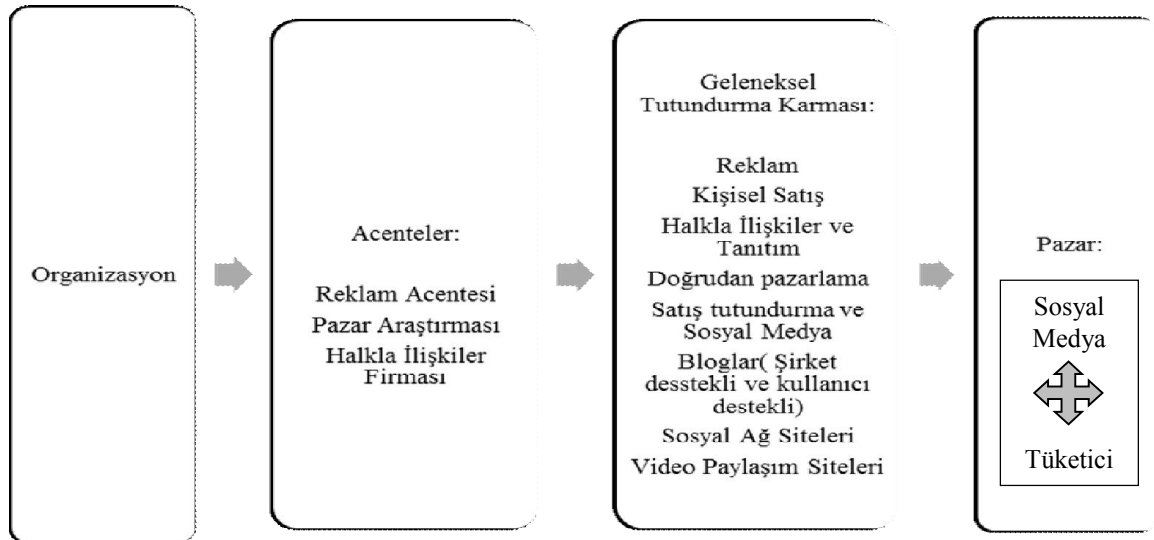 Organizasyon
Acenteler:
Reklam Acentesi
Pazar Araştırması
Halkla İlişkiler
Firması
Geleneksel
Tutundurma Karması:
Reklam
Kişisel Satış
Halkla İlişkiler ve
Tanıtım
Doğrudan pazarlama
Satış tutundurma ve
Sosyal Medya
Bloglar( Şirket
desstekli ve kullanıcı
destekli)
Sosyal Ağ Siteleri
Video Paylaşım Siteleri
Pazar:
Sosyal
Medya
Tüketici